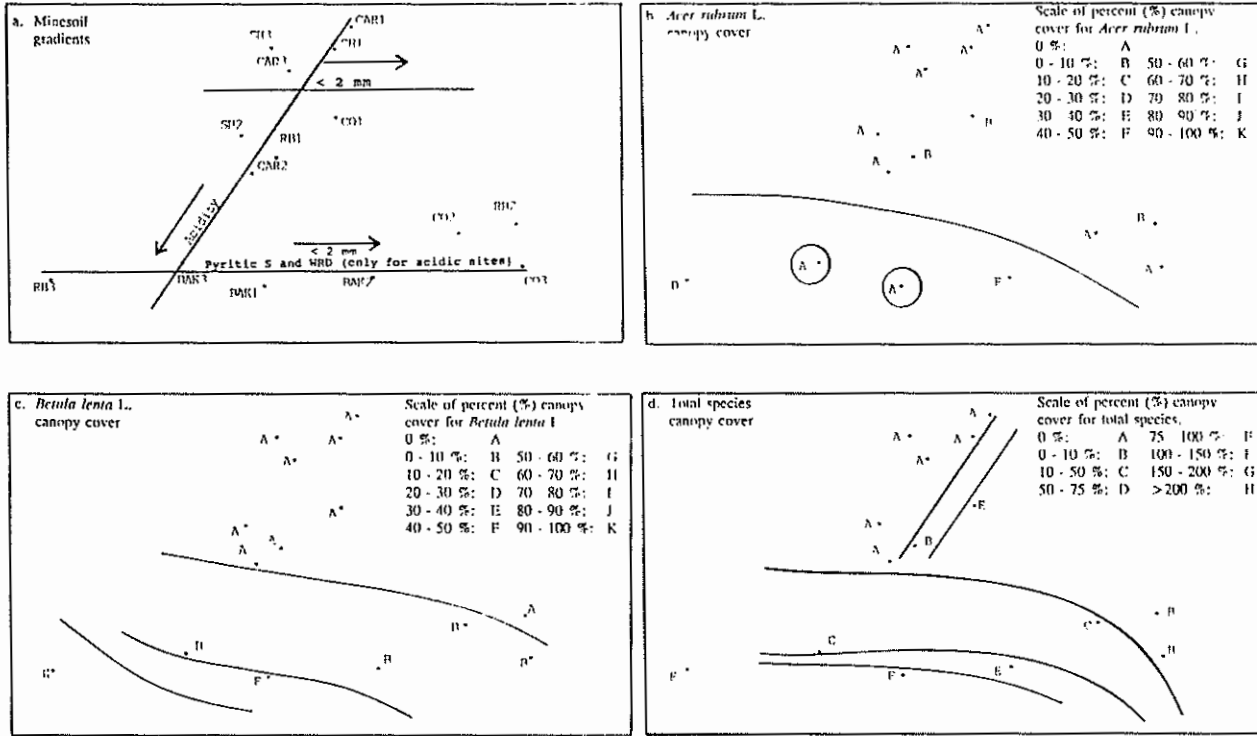 a. Minesoil
gradients
CAR1
SH3
CR1
CAR3
< 2 mm
CO1
SH2
RB1
CAR2
Acidity
CO2
RB2
< 2 mm
Pyritic S and WRD (only for acidic sites)
RB3
OAK3
OAK1
OAK2
CO3
b. Acer rubrum L.
canopy cover
Scale of percent (%) canopy
cover for Acer rubrum L.
0 %: A
0 - 10 %: B 50 - 60 %: G
10 - 20 %: C 60 - 70 %: H
20 - 30 %: D 70 - 80 %: I
30 - 40 %: E 80 - 90 %: J
40 - 50 %: F 90 - 100 %: K
A
A
A
A
B
A
B
A
B
A
A
D
A
A
c. Betula lenta L.
canopy cover
Scale of percent (%) canopy
cover for Betula lenta L
0 %: A
0 - 10 %: B 50 - 60 %: G
10 - 20 %: C 60 - 70 %: H
20 - 30 %: D 70 - 80 %: I
30 - 40 %: E 80 - 90 %: J
40 - 50 %: F 90 - 100 %: K
A
A
A
A
A
A
A
A
A
B
B
B
d. Total species
canopy cover
Scale of percent (%) canopy
cover for total species.
0 %: A 75 - 100 %:
0 - 10 %: B 100 - 150 %:
10 - 50 %: C 150 - 200 %: G
50 - 75 %: D >200 %: H
A
A
A
A
E
A
B
A
B
C
B
C
F
F
E